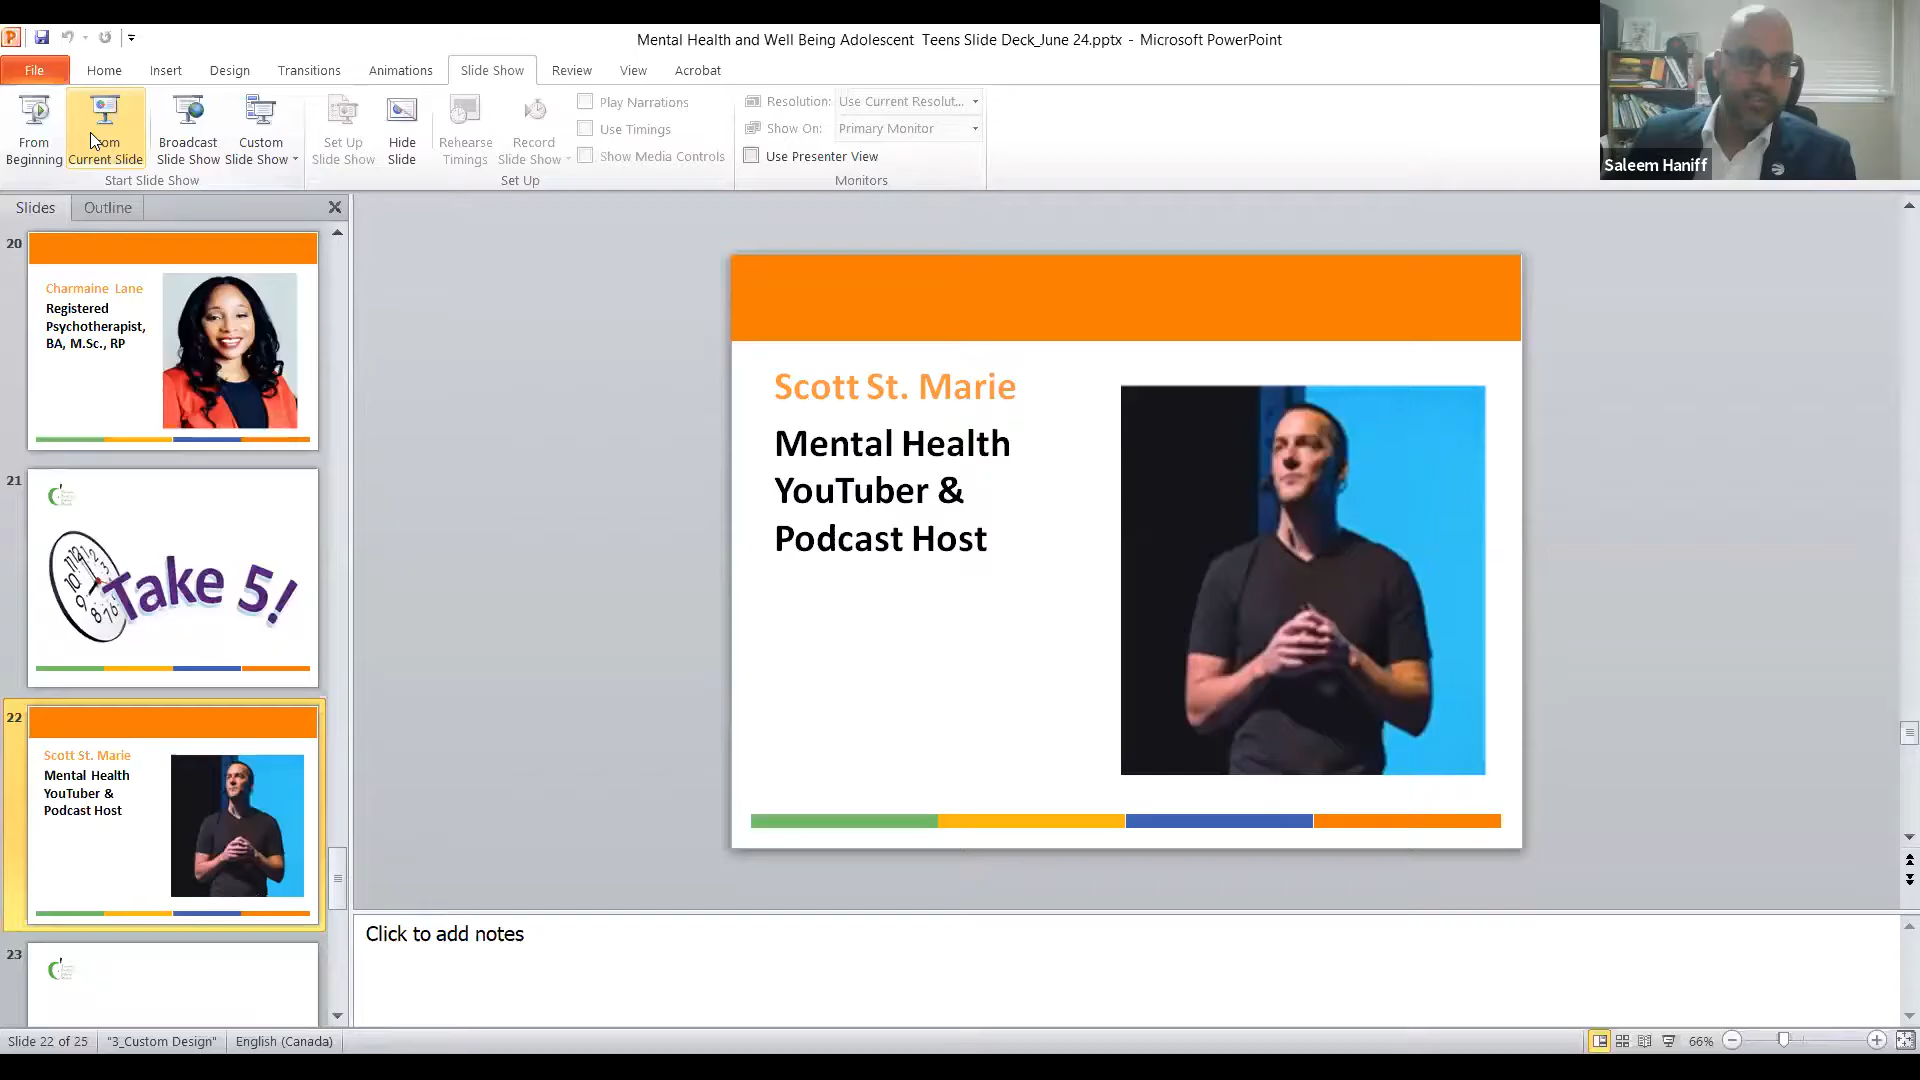 Mental Health and Well Being Adolescent  Teens Slide Deck_June 24.pptx  -  Microsoft PowerPoint
File
Home
Insert
Design
Transitions
Animations
Slide Show
Review
View
Acrobat
From
Beginning
Current Slide
Broadcast
Slide Show
Custom
Slide Show
Start Slide Show
Set Up
Slide Show
Hide
Slide
Rehearse
Timings
Record
Slide Show
Play Narrations
Use Timings
Show Media Controls
Set Up
Resolution:
Use Current Resolut...
Show On:
Primary Monitor
Use Presenter View
Monitors
Saleem Haniff
Slides
Outline
20
Charmaine Lane
Registered
Psychotherapist,
BA, M.Sc., RP
21
Take 5!
22
Scott St. Marie
Mental Health
YouTuber &
Podcast Host
23
Scott St. Marie
Mental Health
YouTuber &
Podcast Host
Click to add notes
Slide 22 of 25
"3_Custom Design"
English (Canada)
66%